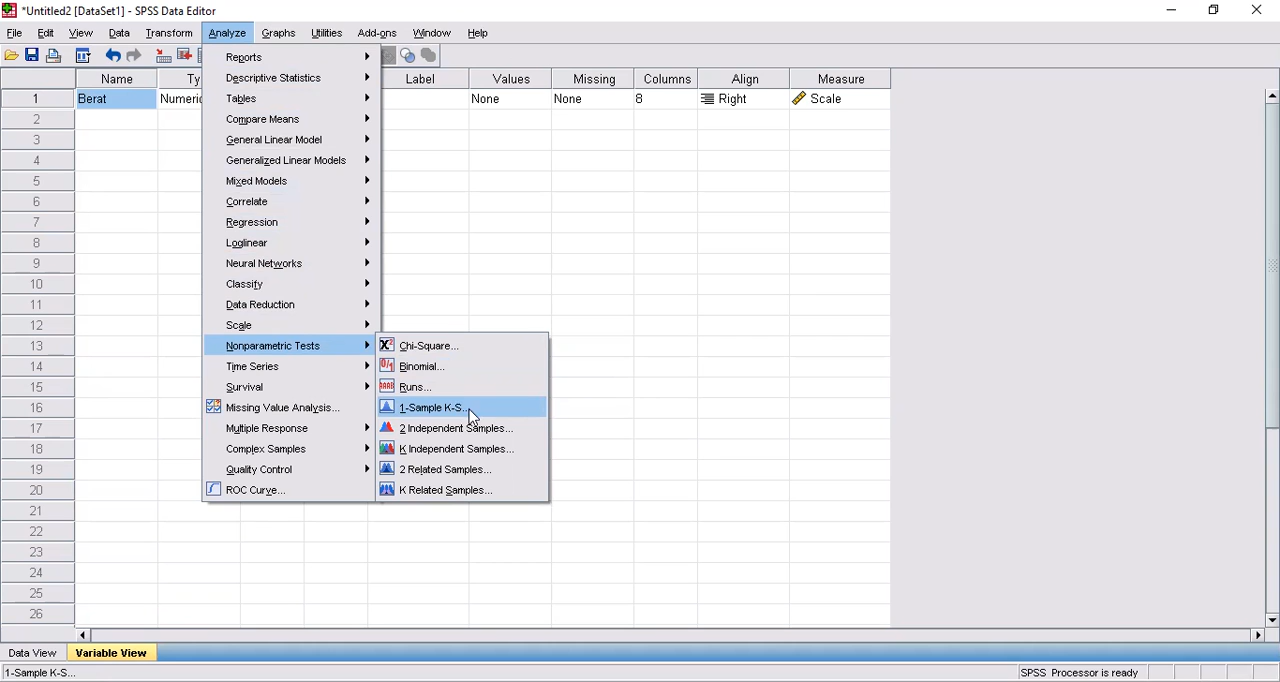 *Untitled2 [DataSet1] - SPSS Data Editor
File Edit View Data Transform Analyze Graphs Utilities Add-ons Window Help
Name Ty Label Values Missing Columns Align Measure
1 Berat Numeric None None 8 Right Scale
2
3
4
5
6
7
8
9
10
11
12
13
14
15
16
17
18
19
20
21
22
23
24
25
26
Reports
Descriptive Statistics
Tables
Compare Means
General Linear Model
Generalized Linear Models
Mixed Models
Correlate
Regression
Loglinear
Neural Networks
Classify
Data Reduction
Scale
Nonparametric Tests
Time Series
Survival
Missing Value Analysis...
Multiple Response
Complex Samples
Quality Control
ROC Curve...
X² Chi-Square...
0/1 Binomial...
AAAB Runs...
1-Sample K-S...
2 Independent Samples...
K Independent Samples...
2 Related Samples...
K Related Samples...
Data View Variable View
1-Sample K-S... SPSS Processor is ready